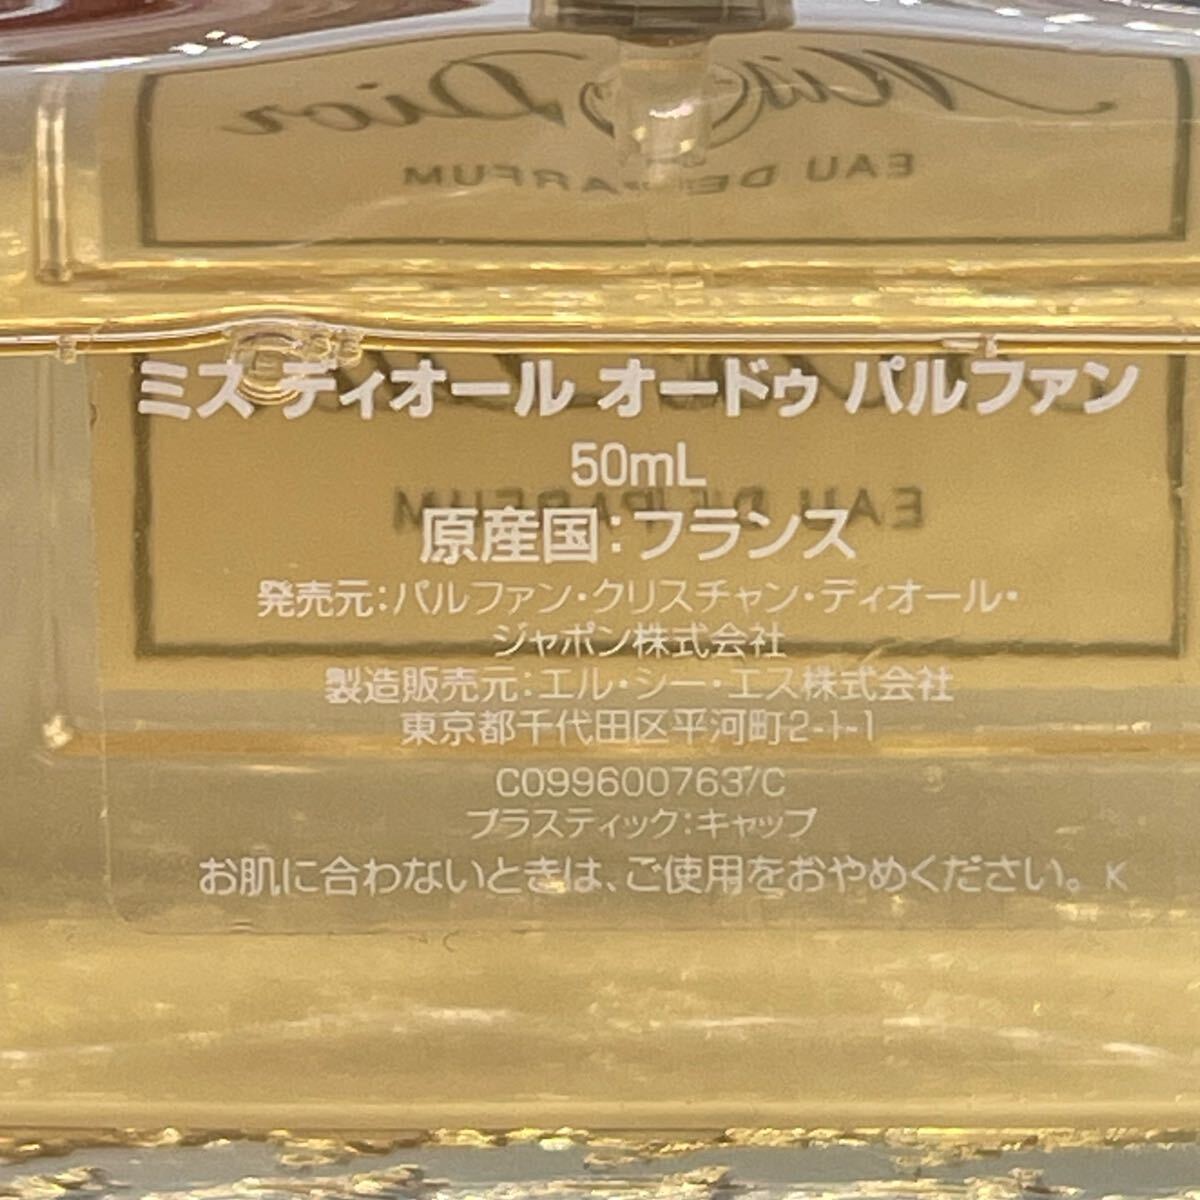 Miss Dior
EAU DE PARFUM
ミス ディオール オードゥ パルファン
50mL
EAU DE PARFUM
原産国:フランス
発売元:パルファン・クリスチャン・ディオール・
ジャポン株式会社
製造販売元:エル・シー・エス株式会社
東京都千代田区平河町2-1-1
C099600763/C
プラスティック:キャップ
お肌に合わないときは、ご使用をおやめください。 K